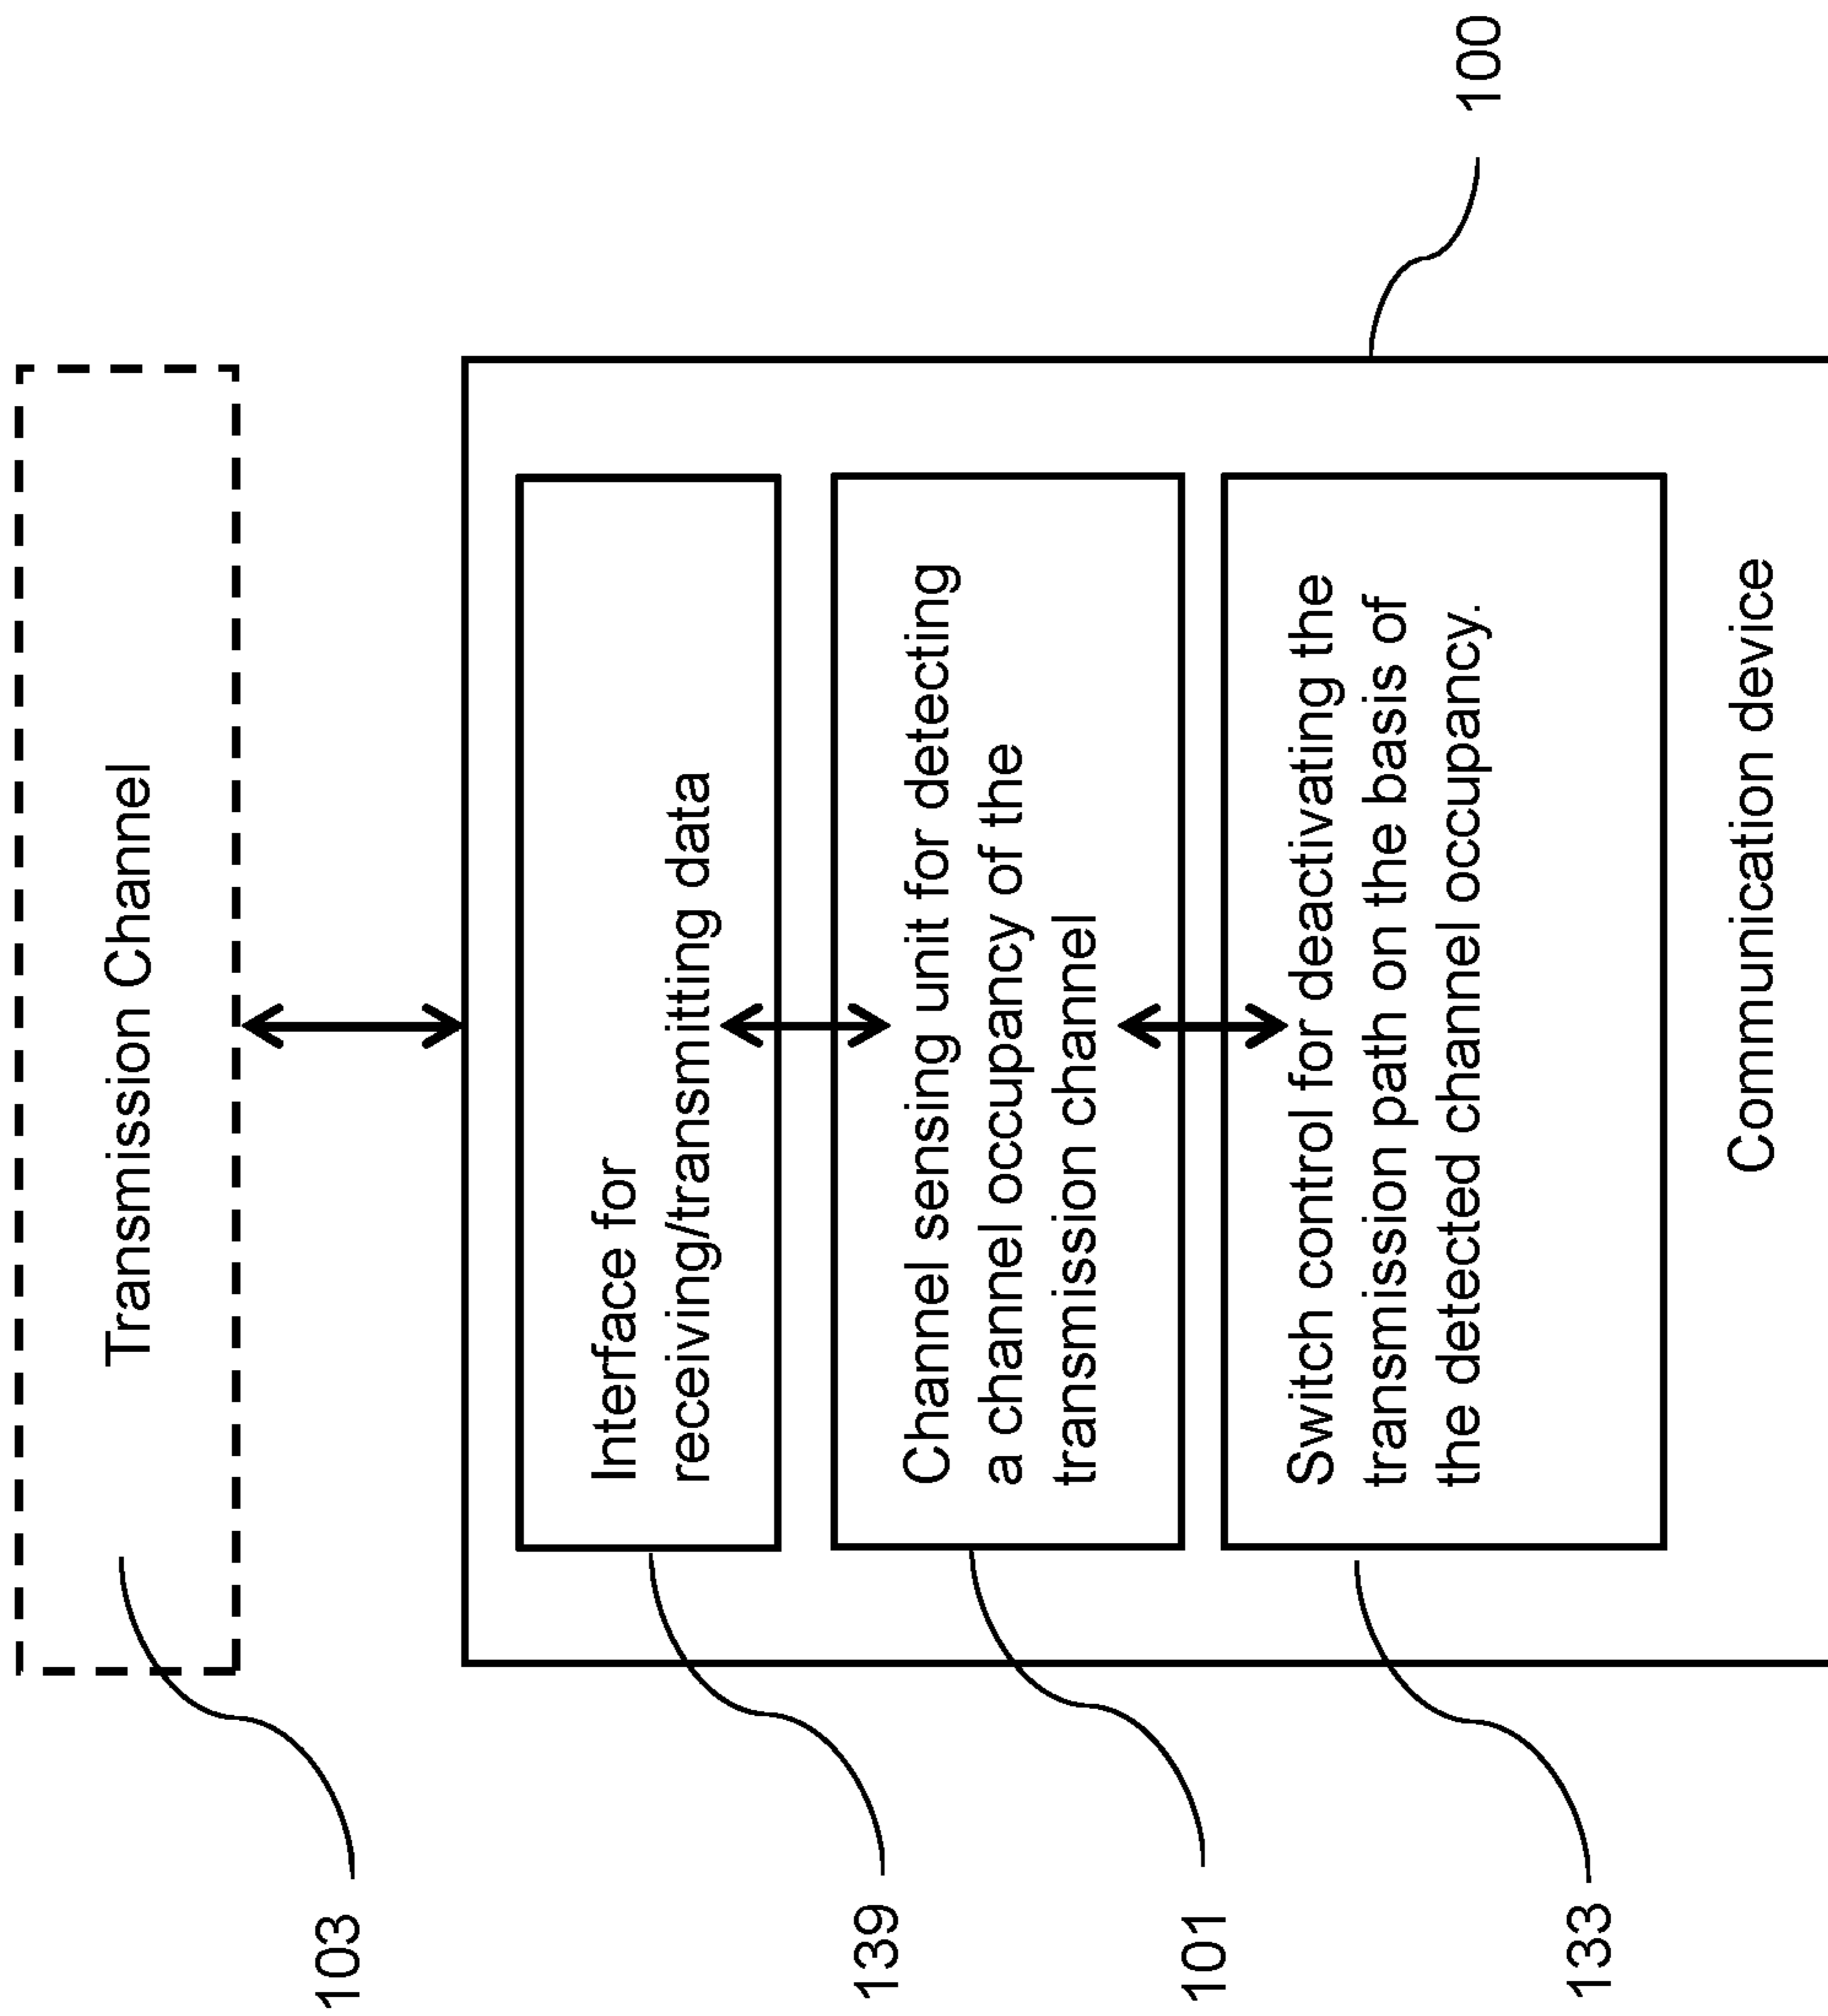 Transmission Channel
103
Interface for
receiving/transmitting data
139
Channel sensing unit for detecting
a channel occupancy of the
transmission channel
101
Switch control for deactivating the
transmission path on the basis of
the detected channel occupancy.
133
Communication device
100